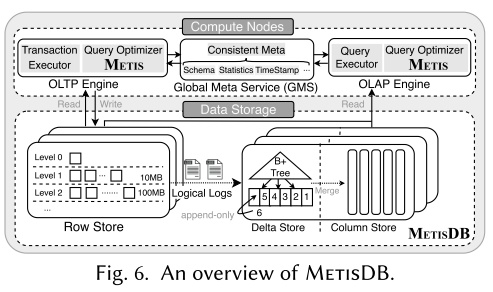 Compute Nodes
Transaction Executor
Query Optimizer METIS
OLTP Engine
Consistent Meta
Schema Statistics TimeStamp ...
Global Meta Service (GMS)
Query Executor
Query Optimizer METIS
OLAP Engine
Read
Write
Read
Data Storage
Level 0
Level 1 ... 10MB
Level 2 ........ 100MB
...
Row Store
Logical Logs
append-only
B+
Tree
5 4 3 2 1
6
Delta Store
Merge
Column Store
METISDB
Fig. 6. An overview of METISDB.